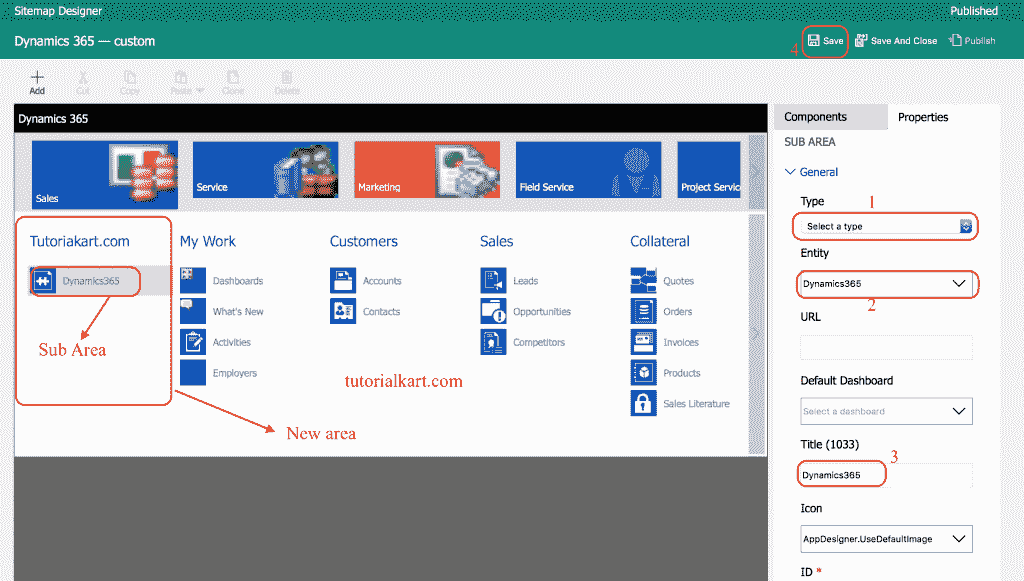 Sitemap Designer
Published
Dynamics 365 — custom
4
Save
Save And Close
Publish
Add
Cut
Copy
Paste
Clone
Delete
Dynamics 365
Components
Properties
SUB AREA
General
Sales
Service
Marketing
Field Service
Project Servic
Type
1
Select a type
Tutoriakart.com
My Work
Customers
Sales
Collateral
Entity
Dynamics365
Dashboards
Accounts
Leads
Quotes
Dynamics365
2
What's New
Contacts
Opportunities
Orders
URL
Sub Area
Activities
Competitors
Invoices
Employers
tutorialkart.com
Products
Default Dashboard
Sales Literature
Select a dashboard
New area
Title (1033)
3
Dynamics365
Icon
AppDesigner.UseDefaultImage
ID *